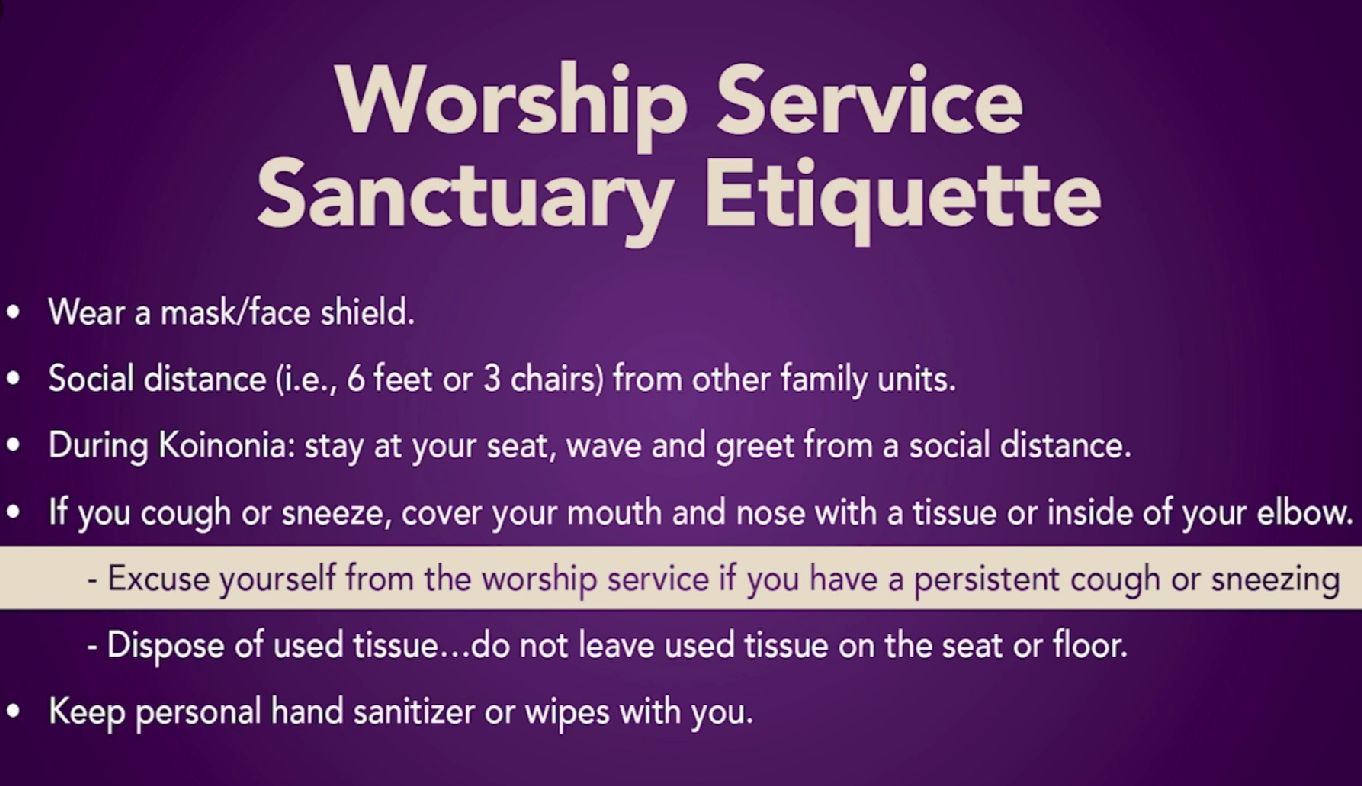 Worship Service
Sanctuary Etiquette
• Wear a mask/face shield.
• Social distance (i.e., 6 feet or 3 chairs) from other family units.
• During Koinonia: stay at your seat, wave and greet from a social distance.
• If you cough or sneeze, cover your mouth and nose with a tissue or inside of your elbow.
- Excuse yourself from the worship service if you have a persistent cough or sneezing
- Dispose of used tissue...do not leave used tissue on the seat or floor.
• Keep personal hand sanitizer or wipes with you.